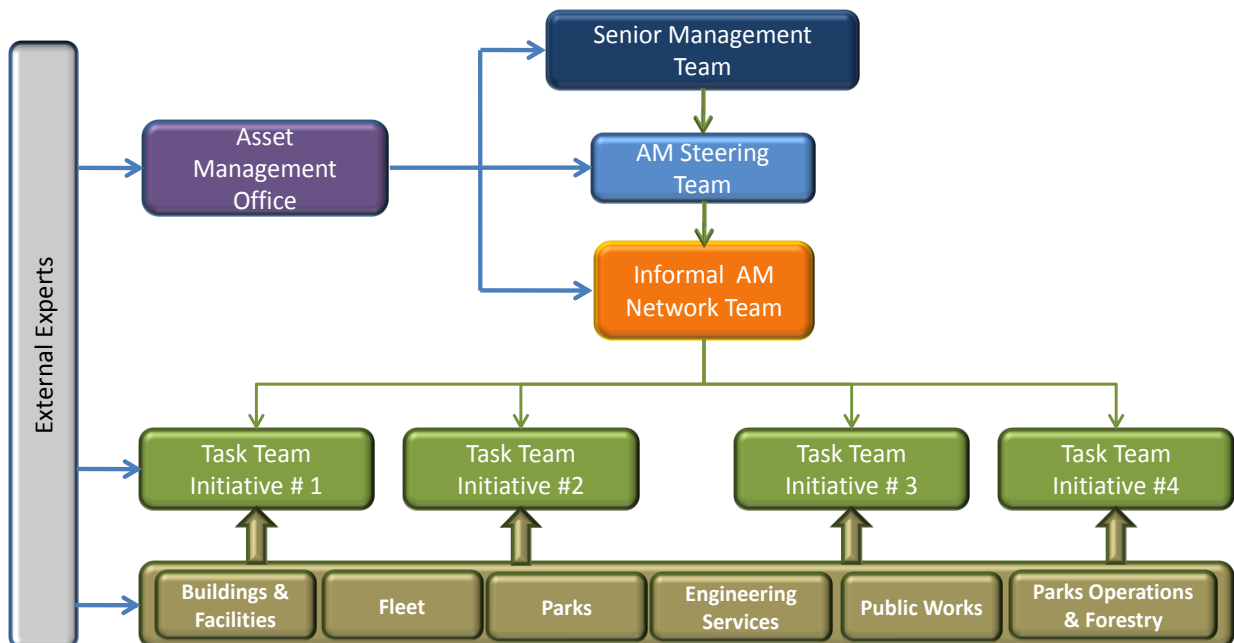 Senior Management
Team
Asset
Management
Office
AM Steering
Team
Informal AM
Network Team
External Experts
Task Team
Initiative # 1
Task Team
Initiative #2
Task Team
Initiative # 3
Task Team
Initiative #4
Buildings &
Facilities
Fleet
Parks
Engineering
Services
Public Works
Parks Operations
& Forestry